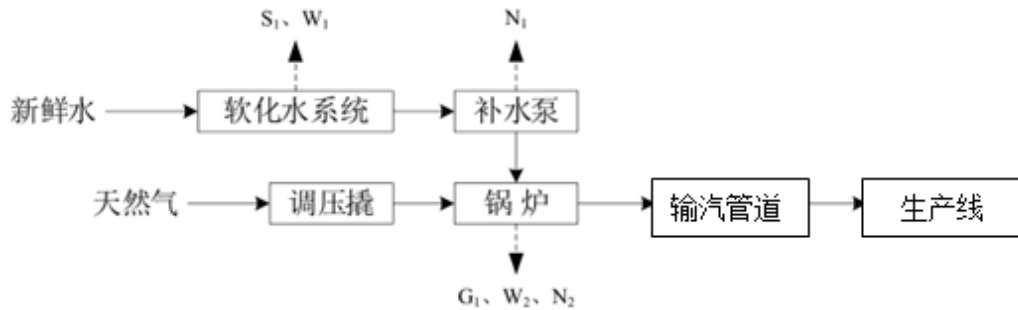 S₁、W₁ N₁
新鲜水 软化水系统 补水泵
天然气 调压撬 锅炉 输汽管道 生产线
G₁、W₂、N₂